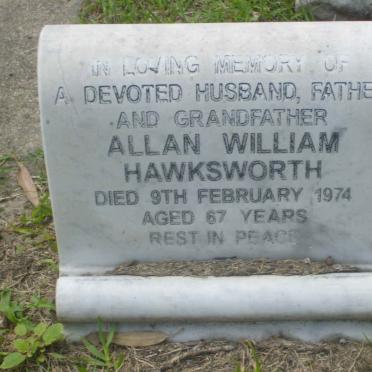 IN LOVING MEMORY OF
A DEVOTED HUSBAND, FATHE
AND GRANDFATHER
ALLAN WILLIAM
HAWKSWORTH
DIED 9TH FEBRUARY 1974
AGED 67 YEARS
REST IN PEACE